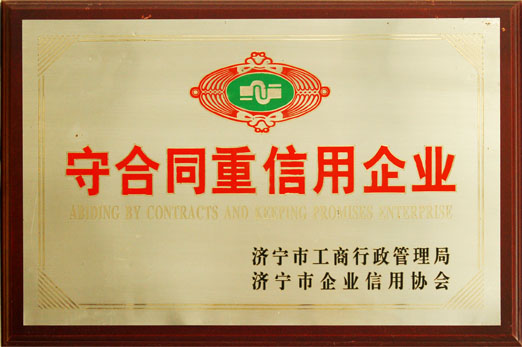 守合同重信用企业
ABIDING BY CONTRACTS AND KEEPING PROMISES ENTERPRISE
济宁市工商行政管理局
济宁市企业信用协会